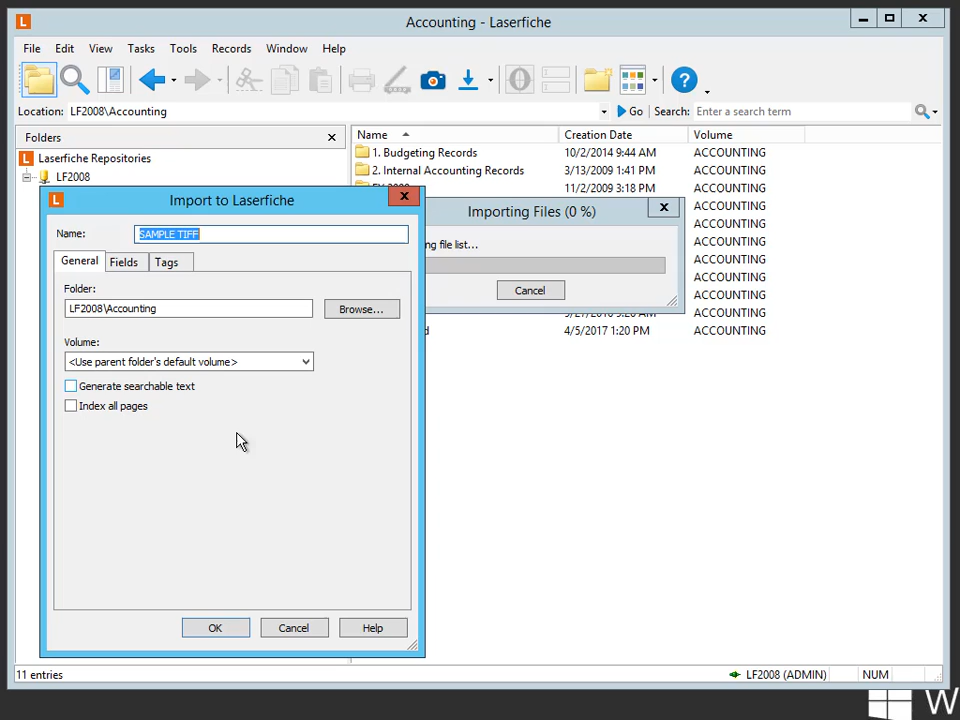 Accounting - Laserfiche
File Edit View Tasks Tools Records Window Help
Location: LF2008\Accounting Go Search: Enter a search term
Folders
Laserfiche Repositories
LF2008
Name Creation Date Volume
1. Budgeting Records 10/2/2014 9:44 AM ACCOUNTING
2. Internal Accounting Records 3/13/2009 1:41 PM ACCOUNTING
11/2/2009 3:18 PM ACCOUNTING
ACCOUNTING
ACCOUNTING
ACCOUNTING
ACCOUNTING
ACCOUNTING
ACCOUNTING
ACCOUNTING
4/5/2017 1:20 PM ACCOUNTING
Importing Files (0 %)
file list...
Cancel
Import to Laserfiche
Name: SAMPLE TIFF
General Fields Tags
Folder:
LF2008\Accounting Browse...
Volume:
<Use parent folder's default volume>
Generate searchable text
Index all pages
OK Cancel Help
11 entries LF2008 (ADMIN) NUM
W